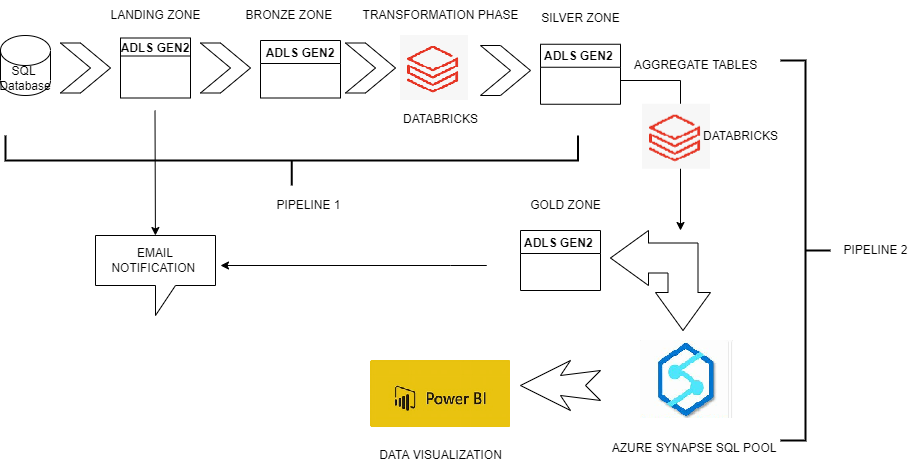 LANDING ZONE
BRONZE ZONE
TRANSFORMATION PHASE
SILVER ZONE
SQL
Database
ADLS GEN2
ADLS GEN2
ADLS GEN2
AGGREGATE TABLES
DATABRICKS
DATABRICKS
PIPELINE 1
GOLD ZONE
ADLS GEN2
EMAIL
NOTIFICATION
PIPELINE 2
Power BI
DATA VISUALIZATION
AZURE SYNAPSE SQL POOL